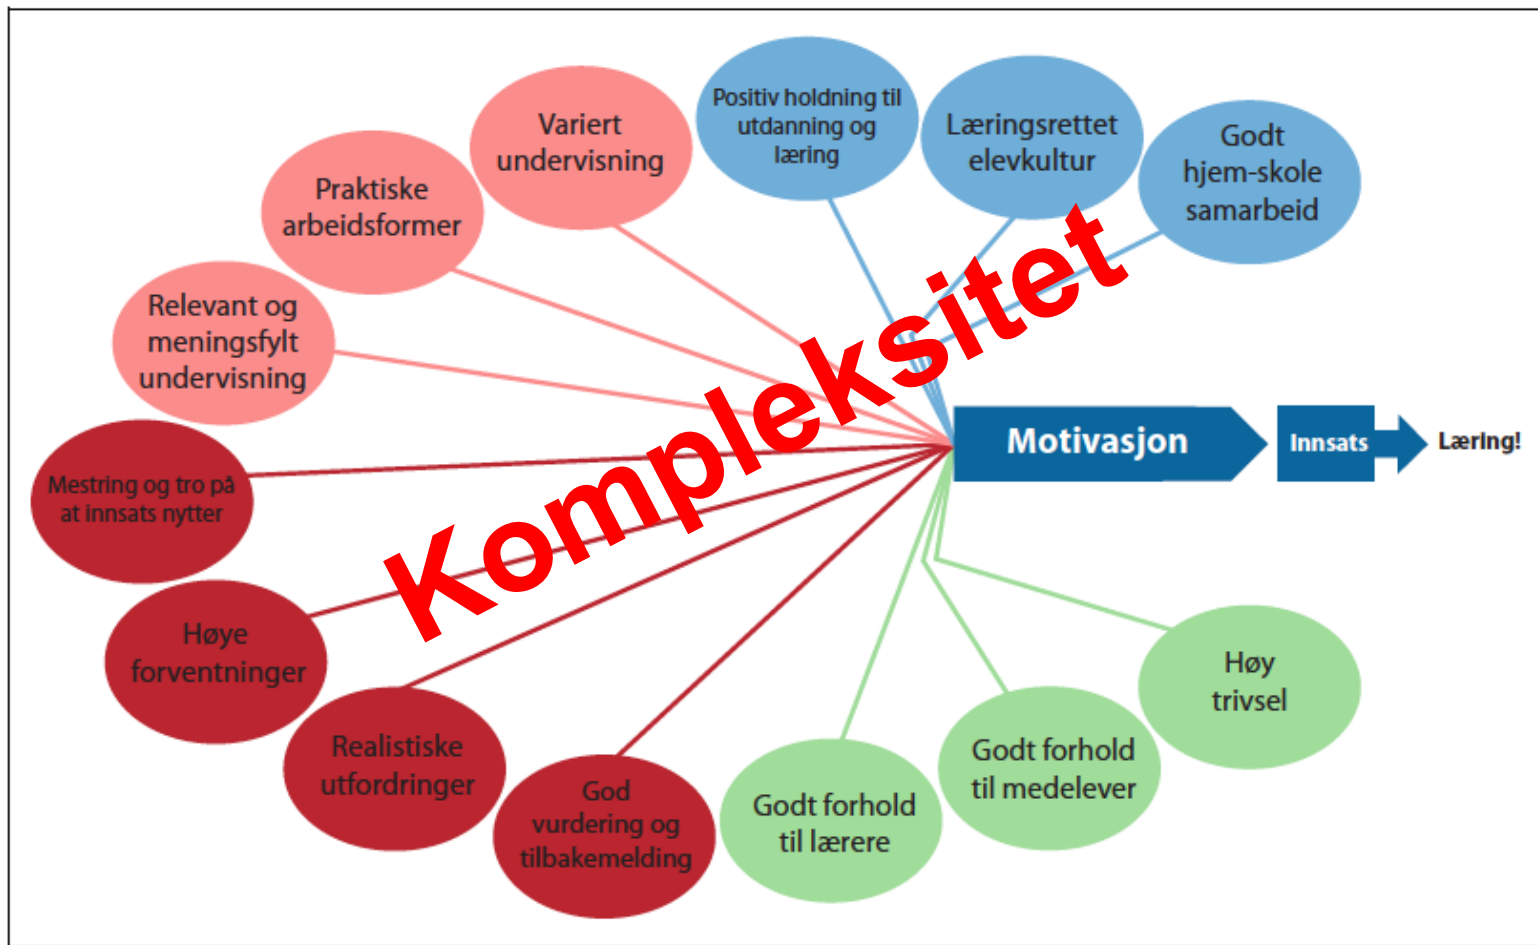 Variert
undervisning
Positiv holdning til
utdanning og
læring
Læringsrettet
elevkultur
Godt
hjem-skole
samarbeid
Praktiske
arbeidsformer
Relevant og
meningsfylt
undervisning
Kompleksitet
Mestring og tro på
at innsats nytter
Motivasjon
Innsats
Læring!
Høye
forventninger
Realistiske
utfordringer
God
vurdering og
tilbakemelding
Godt forhold
til lærere
Godt forhold
til medelever
Høy
trivsel